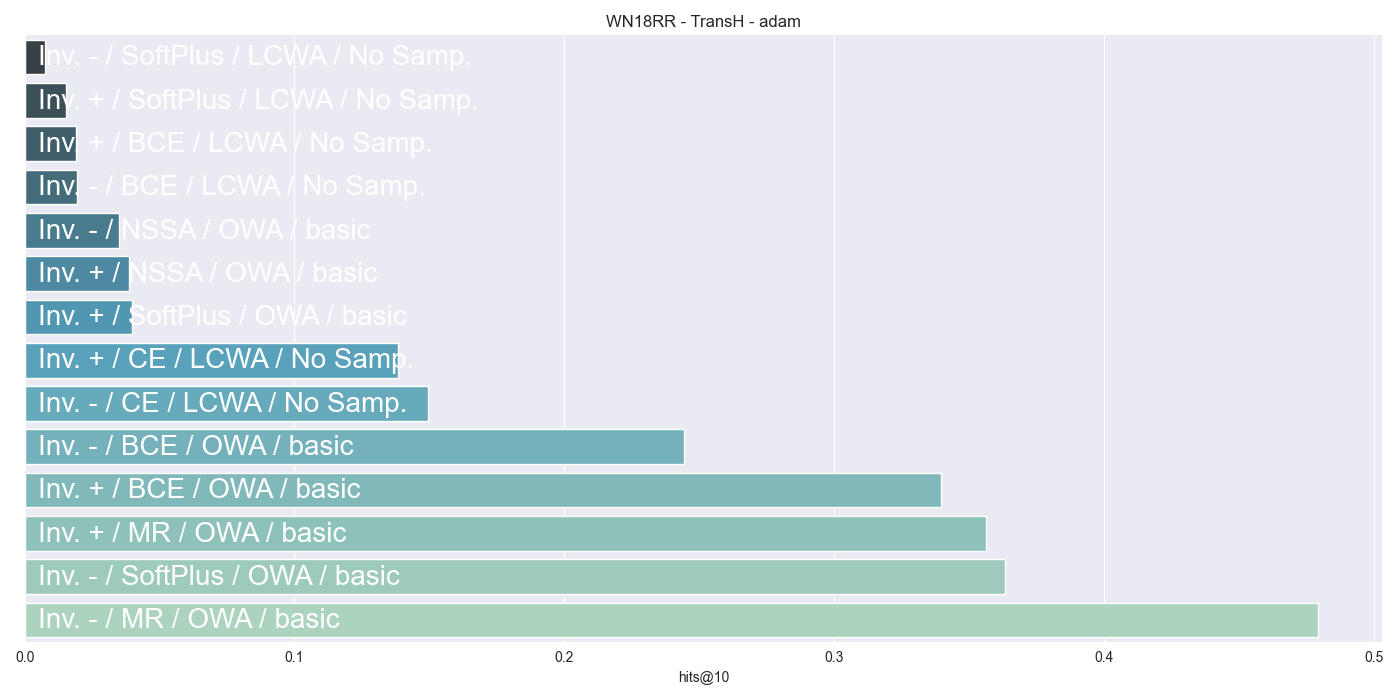 WN18RR - TransH - adam
Inv. - / SoftPlus / LCWA / No Samp.
Inv. + / SoftPlus / LCWA / No Samp.
Inv. + / BCE / LCWA / No Samp.
Inv. - / BCE / LCWA / No Samp.
Inv. - / NSSA / OWA / basic
Inv. + / NSSA / OWA / basic
Inv. + / SoftPlus / OWA / basic
Inv. + / CE / LCWA / No Samp.
Inv. - / CE / LCWA / No Samp.
Inv. - / BCE / OWA / basic
Inv. + / BCE / OWA / basic
Inv. + / MR / OWA / basic
Inv. - / SoftPlus / OWA / basic
Inv. - / MR / OWA / basic
0.0 0.1 0.2 0.3 0.4 0.5
hits@10